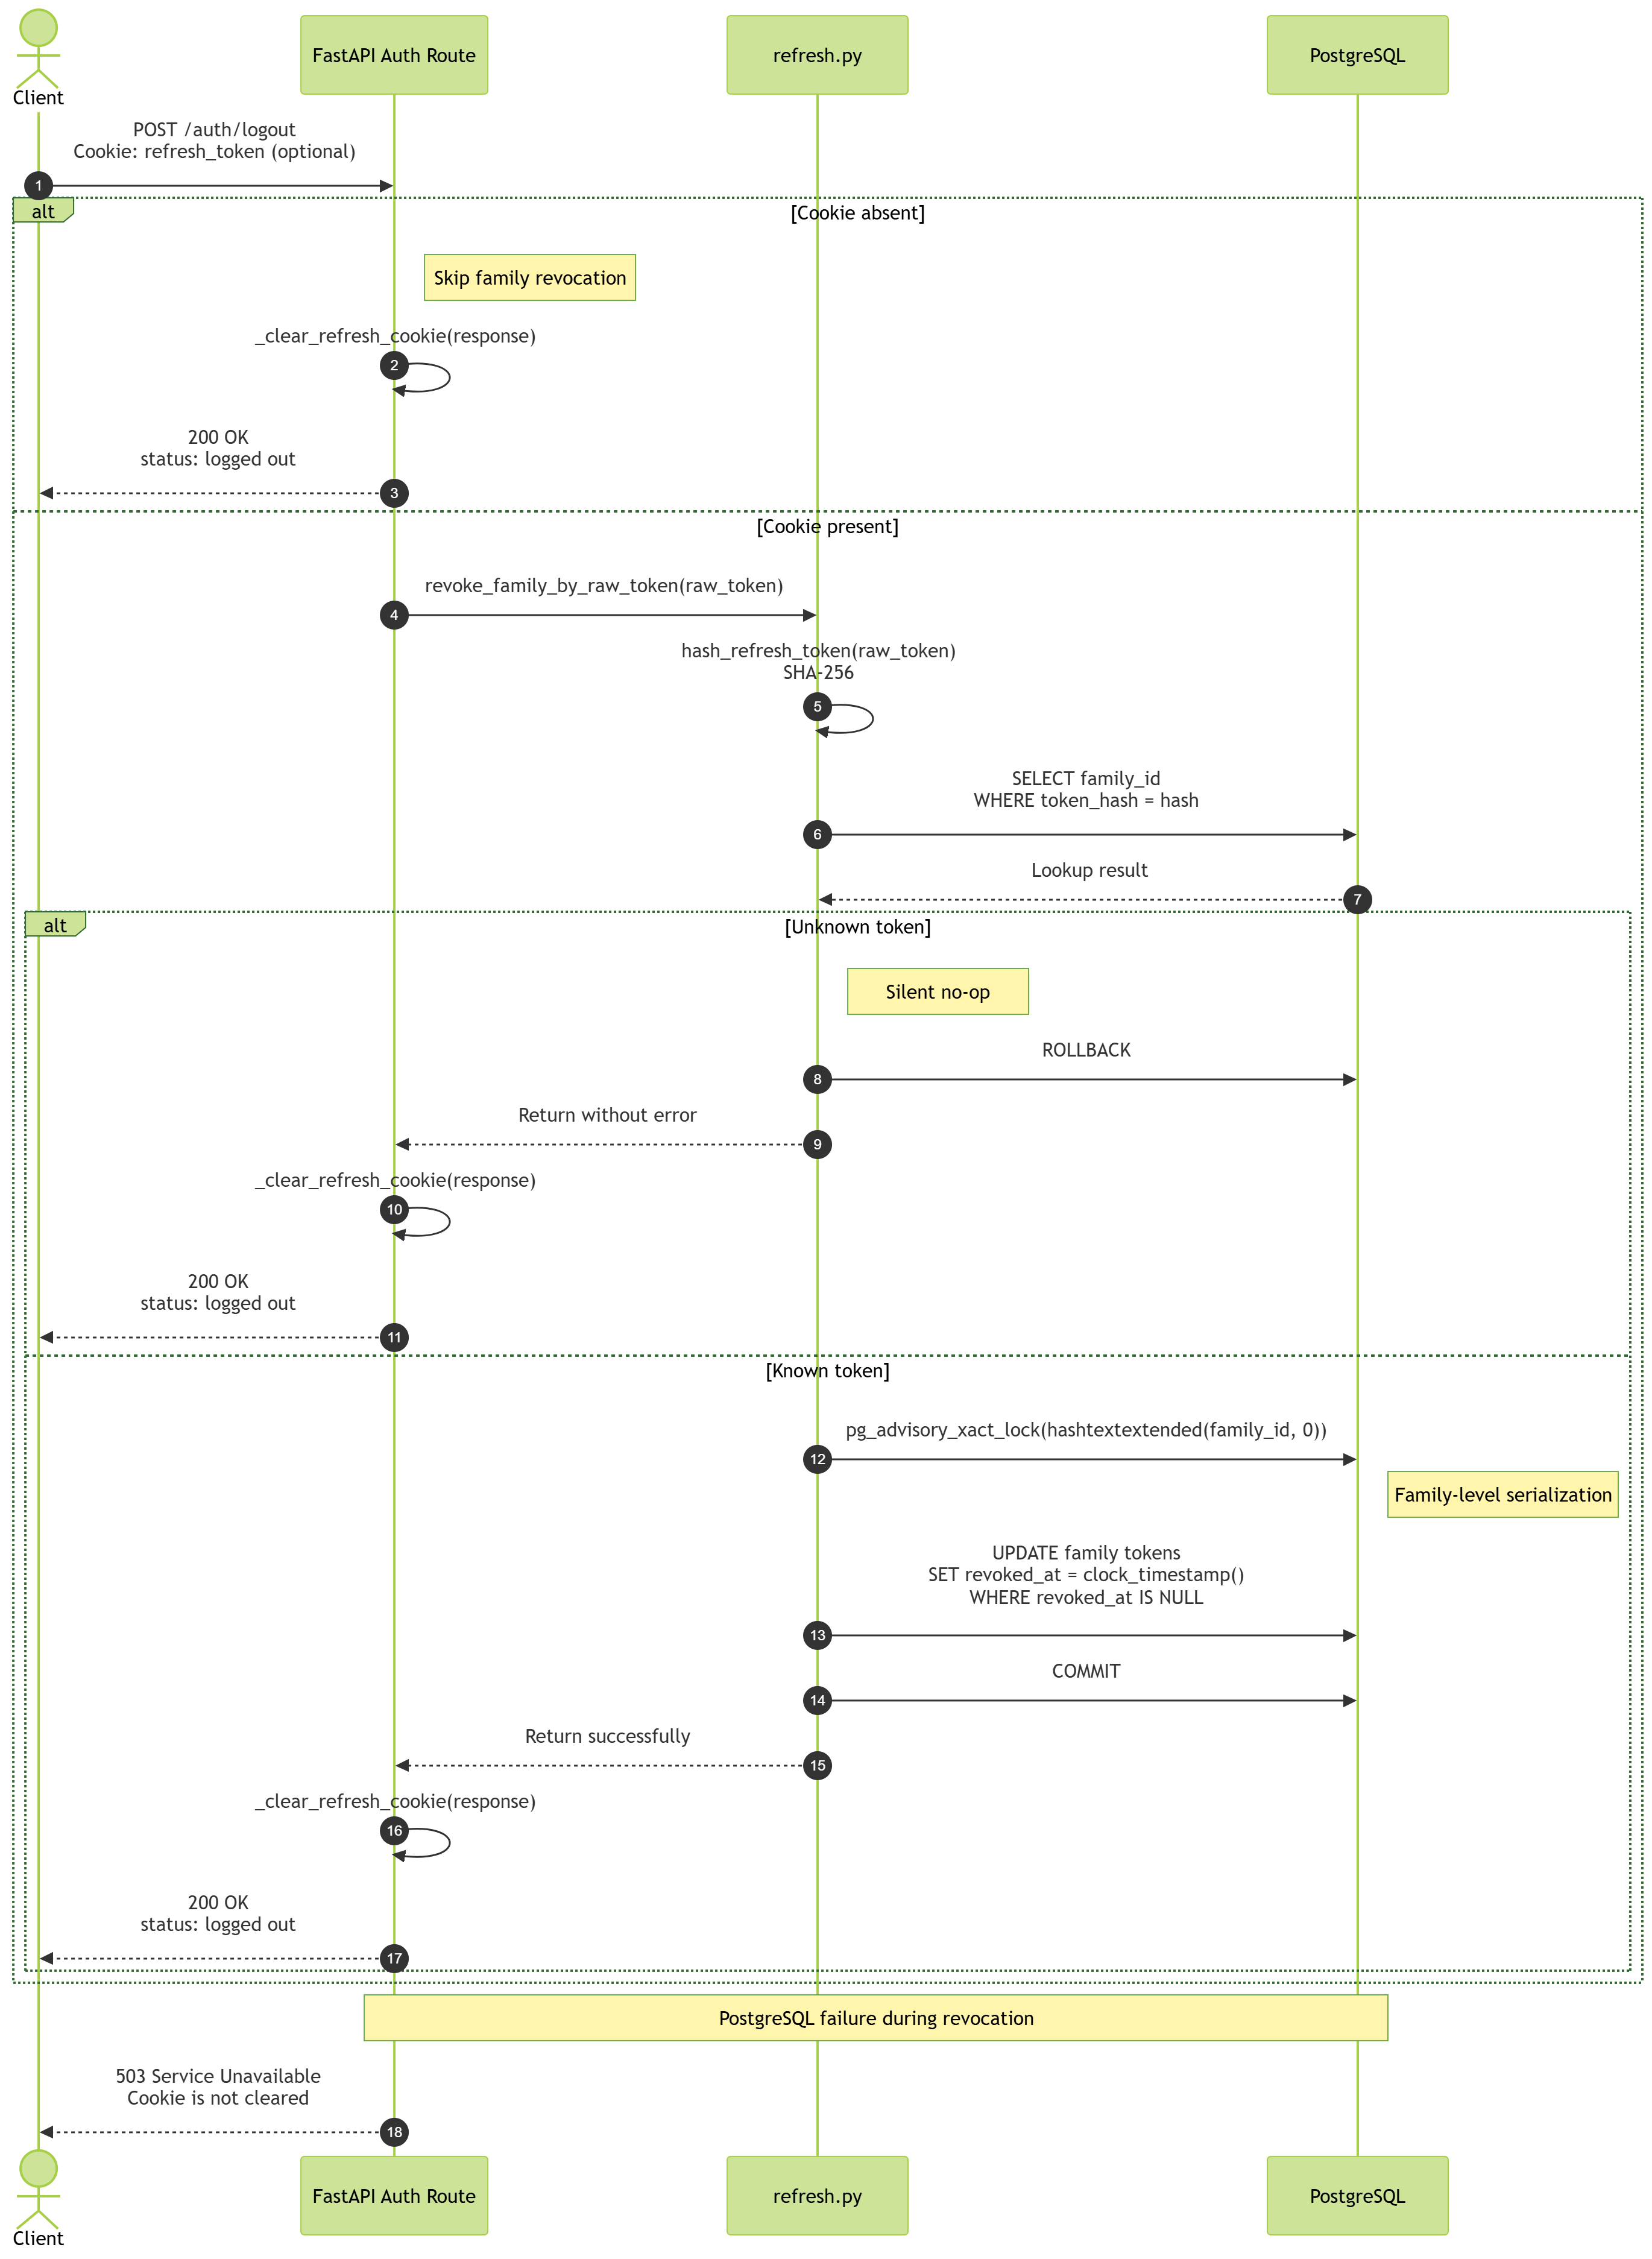 Client
FastAPI Auth Route
refresh.py
PostgreSQL
POST /auth/logout
Cookie: refresh_token (optional)
1
alt
[Cookie absent]
Skip family revocation
_clear_refresh_cookie(response)
2
200 OK
status: logged out
3
[Cookie present]
revoke_family_by_raw_token(raw_token)
4
hash_refresh_token(raw_token)
SHA-256
5
SELECT family_id
WHERE token_hash = hash
6
Lookup result
7
alt
[Unknown token]
Silent no-op
ROLLBACK
8
Return without error
9
_clear_refresh_cookie(response)
10
200 OK
status: logged out
11
[Known token]
pg_advisory_xact_lock(hashtextextended(family_id, 0))
12
Family-level serialization
UPDATE family tokens
SET revoked_at = clock_timestamp()
WHERE revoked_at IS NULL
13
COMMIT
14
Return successfully
15
_clear_refresh_cookie(response)
16
200 OK
status: logged out
17
PostgreSQL failure during revocation
503 Service Unavailable
Cookie is not cleared
18
Client
FastAPI Auth Route
refresh.py
PostgreSQL